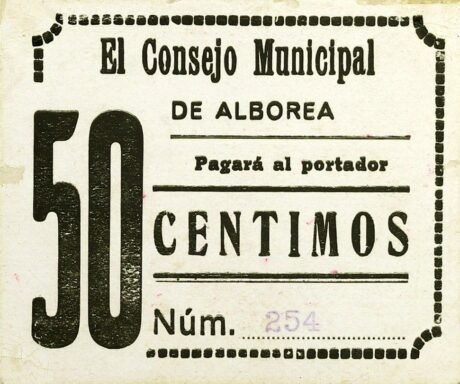 El Consejo Municipal
DE ALBOREA
Pagará al portador
50 CENTIMOS
Núm. 254